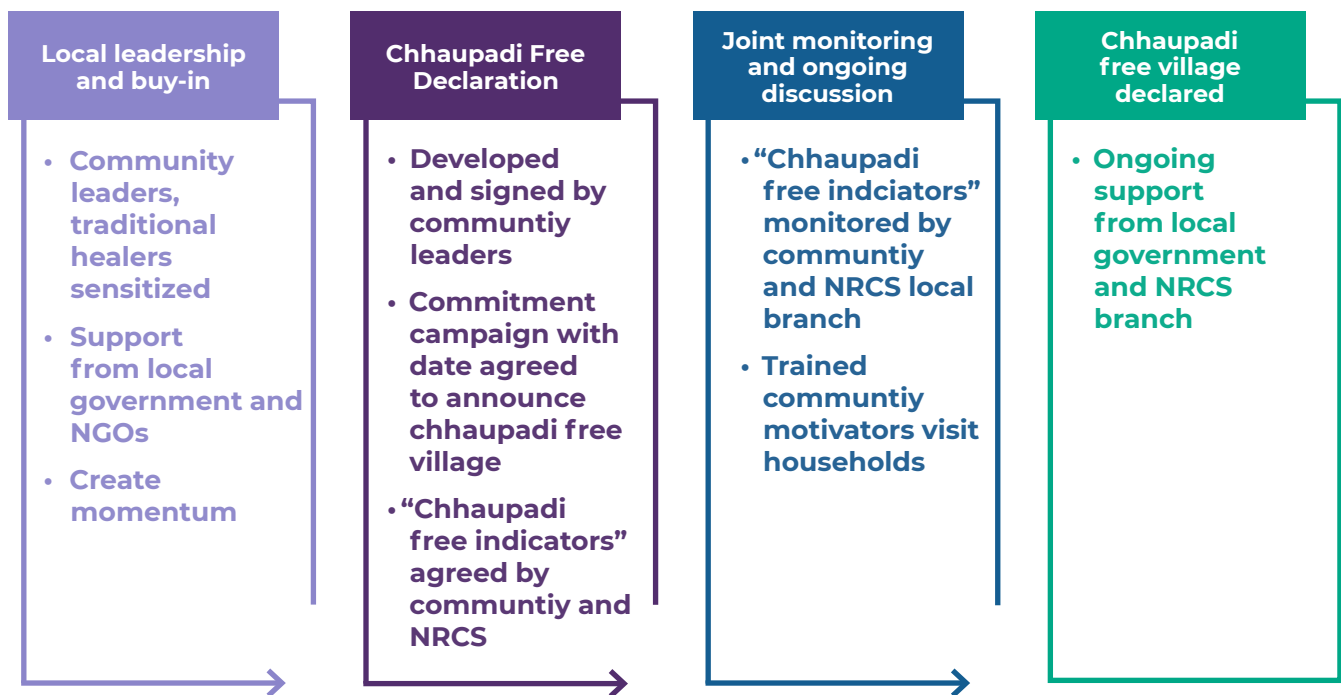 Local leadership
and buy-in
• Community
leaders,
traditional
healers
sensitized
• Support
from local
government and
NGOs
• Create
momentum
Chhaupadi Free
Declaration
• Developed
and signed by
communtiy
leaders
• Commitment
campaign with
date agreed
to announce
chhaupadi free
village
• “Chhaupadi
free indicators”
agreed by
communtiy and
NRCS
Joint monitoring
and ongoing
discussion
• “Chhaupadi
free indciators”
monitored by
communtiy
and NRCS local
branch
• Trained
communtiy
motivators visit
households
Chhaupadi
free village
declared
• Ongoing
support
from local
government
and NRCS
branch